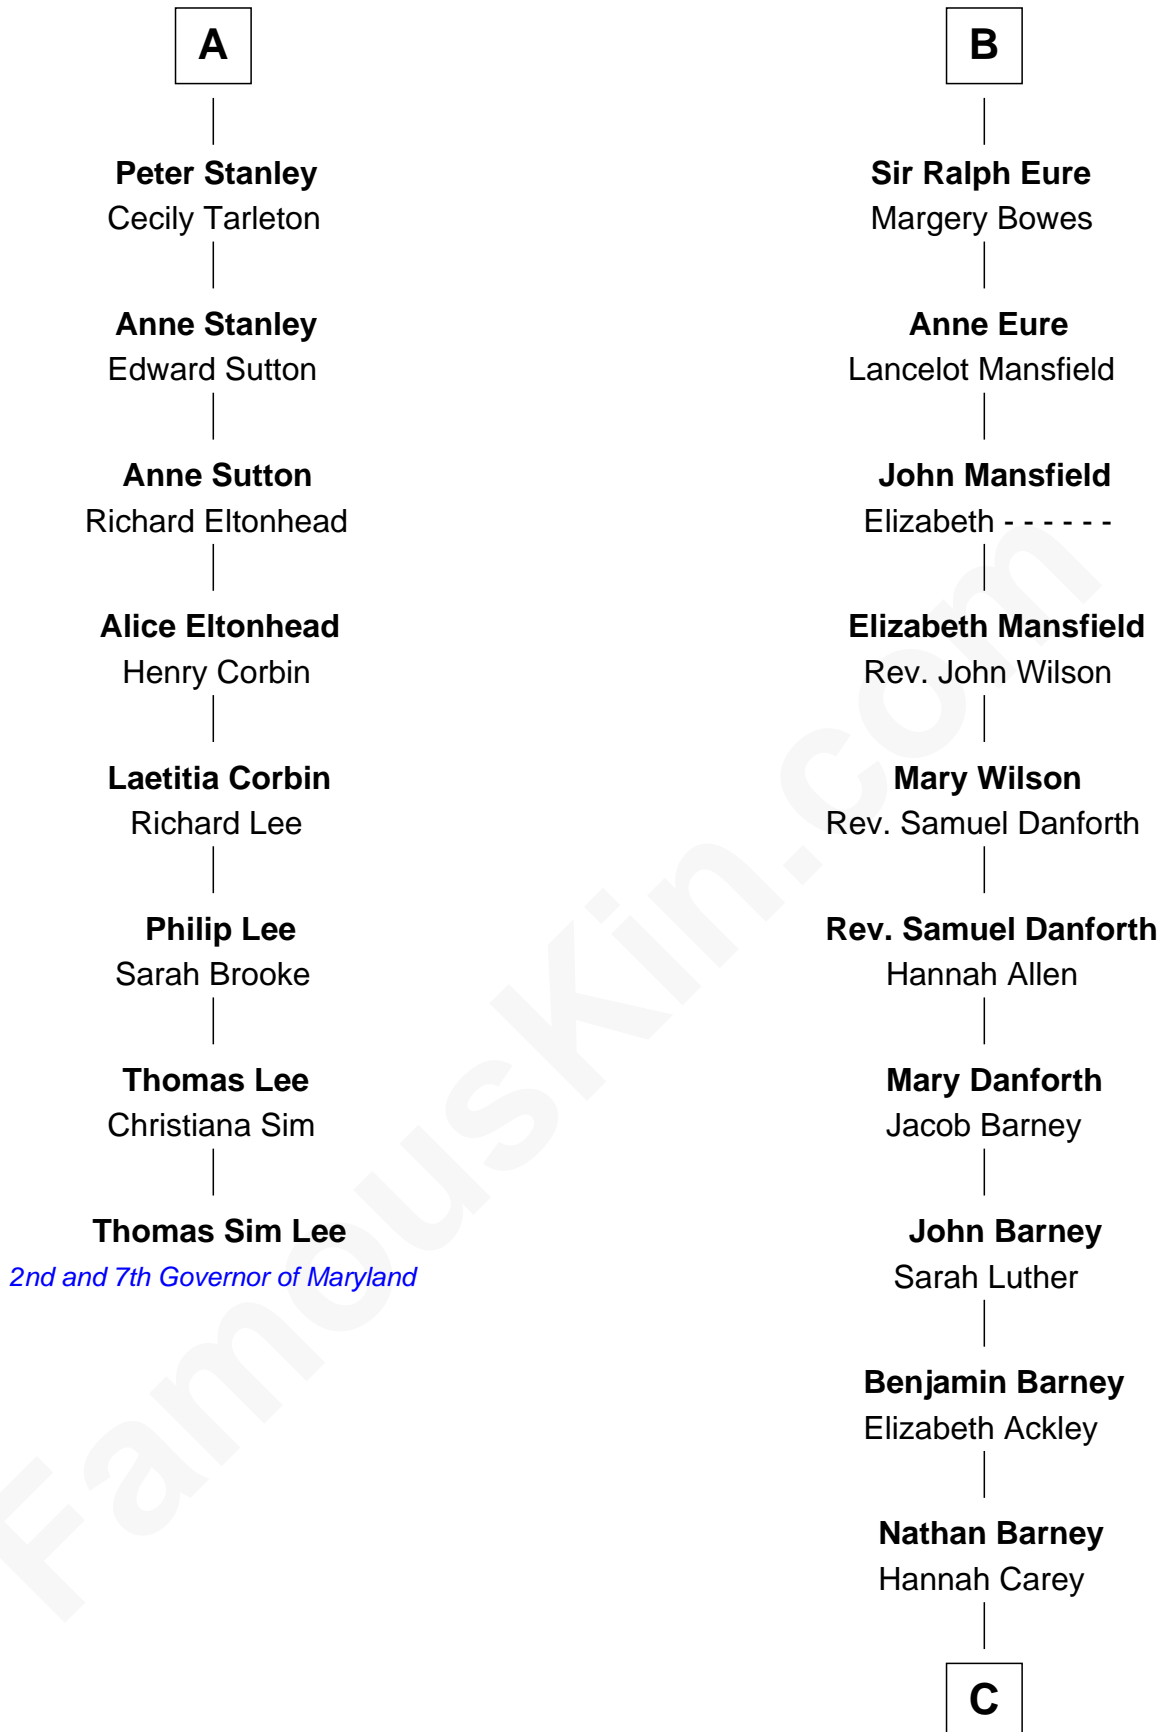 A
Peter Stanley
Cecily Tarleton
Anne Stanley
Edward Sutton
Anne Sutton
Richard Eltonhead
Alice Eltonhead
Henry Corbin
Laetitia Corbin
Richard Lee
Philip Lee
Sarah Brooke
Thomas Lee
Christiana Sim
Thomas Sim Lee
2nd and 7th Governor of Maryland
B
Sir Ralph Eure
Margery Bowes
Anne Eure
Lancelot Mansfield
John Mansfield
Elizabeth - - - - - -
Elizabeth Mansfield
Rev. John Wilson
Mary Wilson
Rev. Samuel Danforth
Rev. Samuel Danforth
Hannah Allen
Mary Danforth
Jacob Barney
John Barney
Sarah Luther
Benjamin Barney
Elizabeth Ackley
Nathan Barney
Hannah Carey
C
FamousKin.com